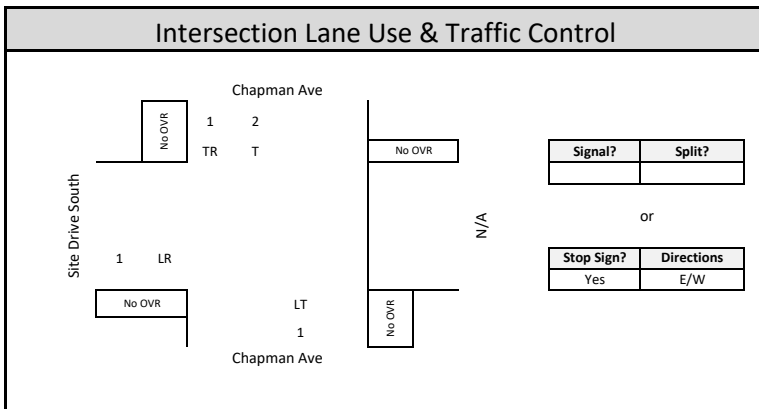 Intersection Lane Use & Traffic Control
Chapman Ave
No OVR
1 2
TR T
No OVR
Signal? Split?
Site Drive South
N/A
or
1 LR
Stop Sign? Directions
Yes E/W
No OVR
LT
No OVR
1
Chapman Ave